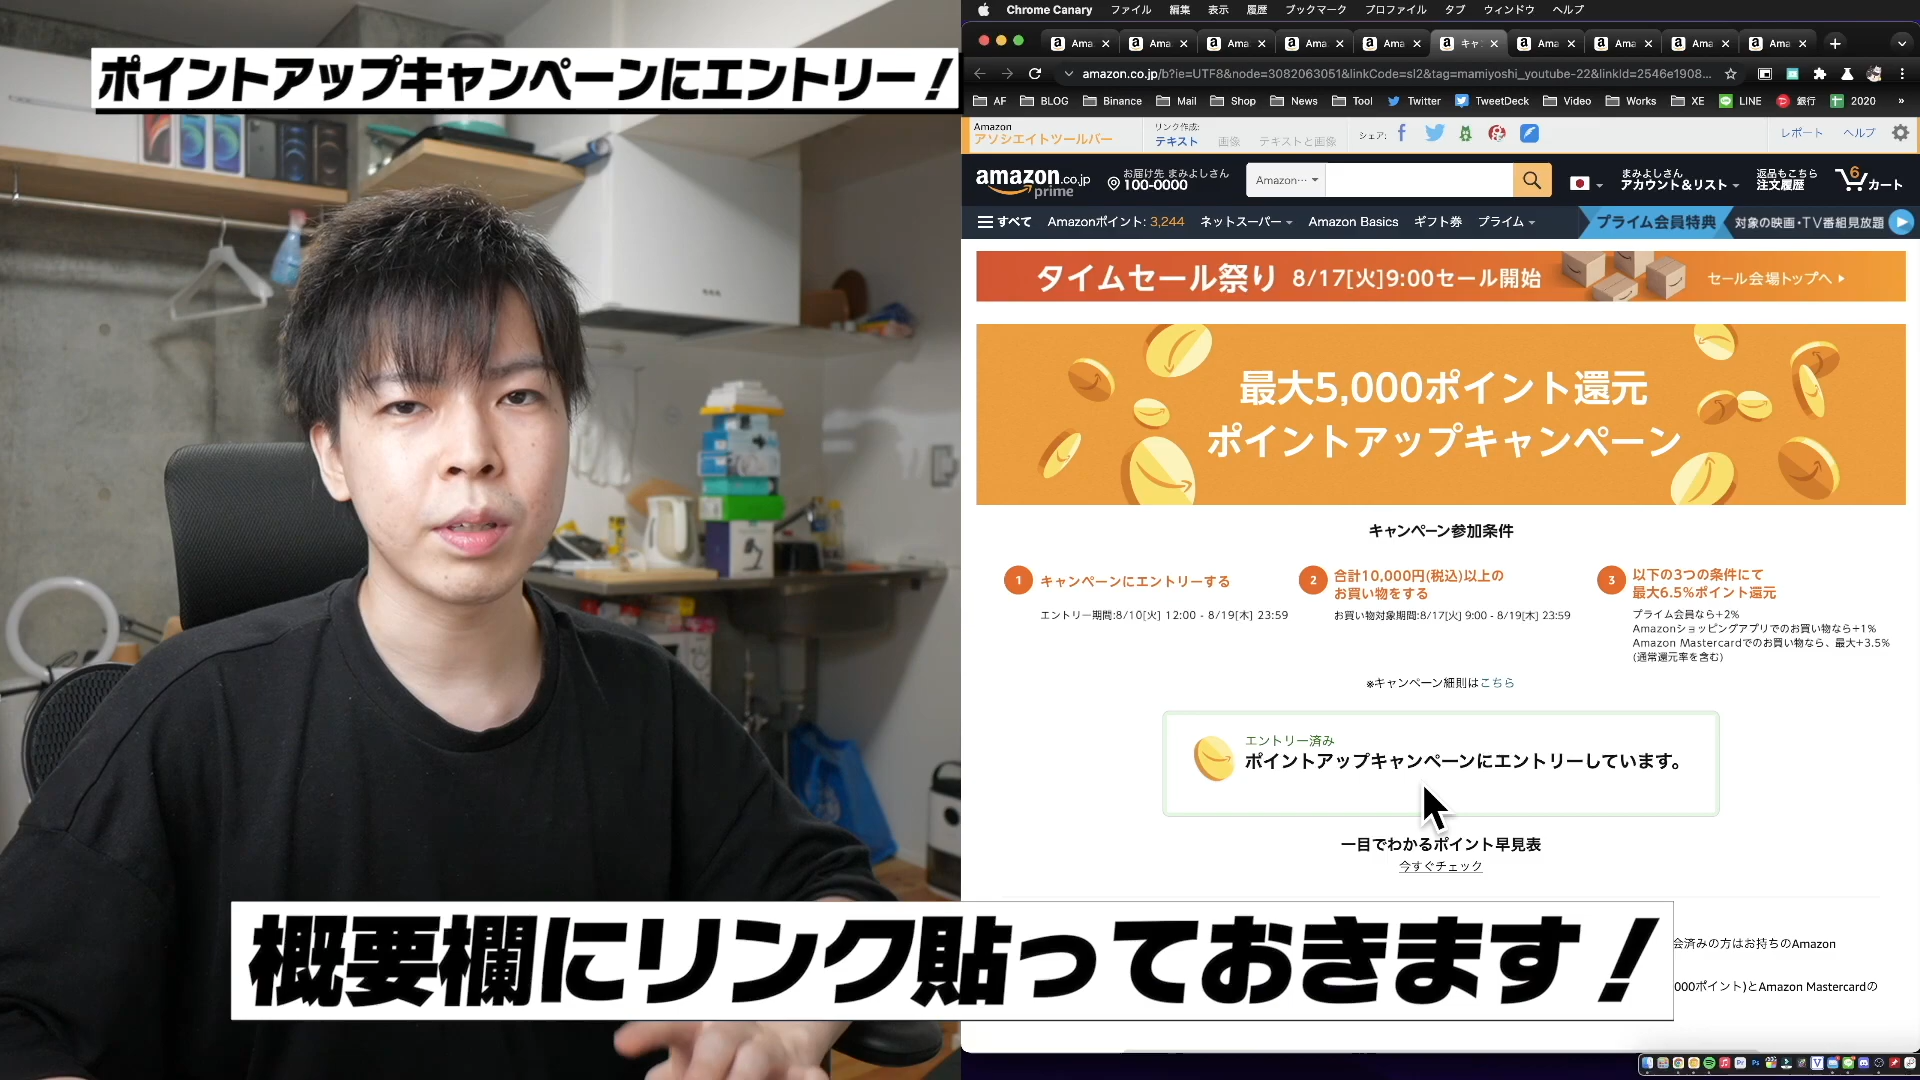 ポイントアップキャンペーンにエントリー!
概要欄にリンク貼っておきます!
Chrome Canary ファイル 編集 表示 履歴 ブックマーク プロファイル タブ ウィンドウ ヘルプ
Ama Ama Ama Ama Ama キャ Ama Ama Ama Ama
amazon.co.jp/b?ie=UTF8&node=3082063051&linkCode=sl2&tag=mamiyoshi_youtube-22&linkId=2546e1908...
AF BLOG Binance Mail Shop News Tool Twitter TweetDeck Video Works XE LINE 銀行 2020 »
Amazon
アソシエイトツールバー
リンク作成:
テキスト 画像 テキストと画像
シェア:
レポート ヘルプ
amazon.co.jp
prime
お届け先 まみよしさん
100-0000
Amazon…
まみよしさん
アカウント&リスト
返品もこちら
注文履歴
6
カート
すべて Amazonポイント: 3,244 ネットスーパー Amazon Basics ギフト券 プライム
プライム会員特典 対象の映画・TV番組見放題
タイムセール祭り 8/17[火]9:00セール開始 セール会場トップへ
最大5,000ポイント還元
ポイントアップキャンペーン
キャンペーン参加条件
1 キャンペーンにエントリーする
エントリー期間:8/10[火] 12:00 - 8/19[木] 23:59
2 合計10,000円(税込)以上の
お買い物をする
お買い物対象期間:8/17[火] 9:00 - 8/19[木] 23:59
3 以下の3つの条件にて
最大6.5%ポイント還元
プライム会員なら+2%
Amazonショッピングアプリでのお買い物なら+1%
Amazon Mastercardでのお買い物なら、最大+3.5%
(通常還元率を含む)
※キャンペーン細則はこちら
エントリー済み
ポイントアップキャンペーンにエントリーしています。
一目でわかるポイント早見表
今すぐチェック
会済みの方はお持ちのAmazon
000ポイント)とAmazon Mastercardの